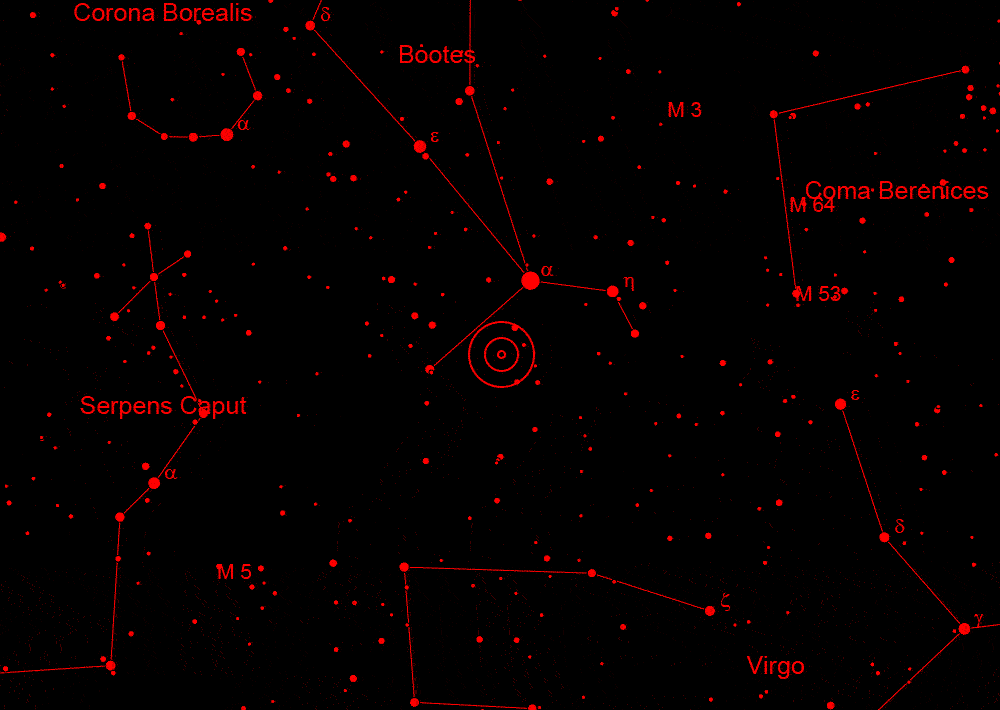 Corona Borealis
δ
Bootes
M 3
α
ε
Coma Berenices
M 64
α
η
M 53
ε
Serpens Caput
α
δ
M 5
ζ
γ
Virgo